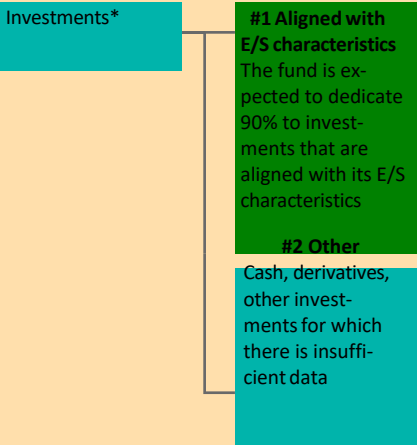 Investments*
#1 Aligned with
E/S characteristics
The fund is ex-
pected to dedicate
90% to invest-
ments that are
aligned with its E/S
characteristics
#2 Other
Cash, derivatives,
other invest-
ments for which
there is insuffi-
cient data